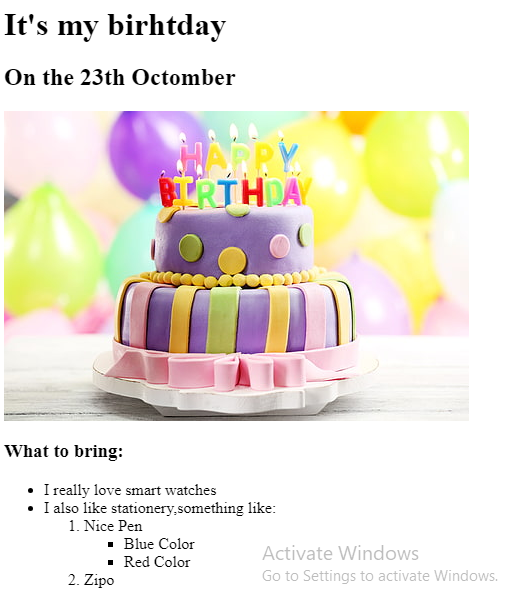 It's my birhtday
On the 23th Octomber
HAPPY
BIRTHDAY
What to bring:
I really love smart watches
I also like stationery,something like:
1. Nice Pen
Blue Color
Red Color
2. Zipo
Activate Windows
Go to Settings to activate Windows.